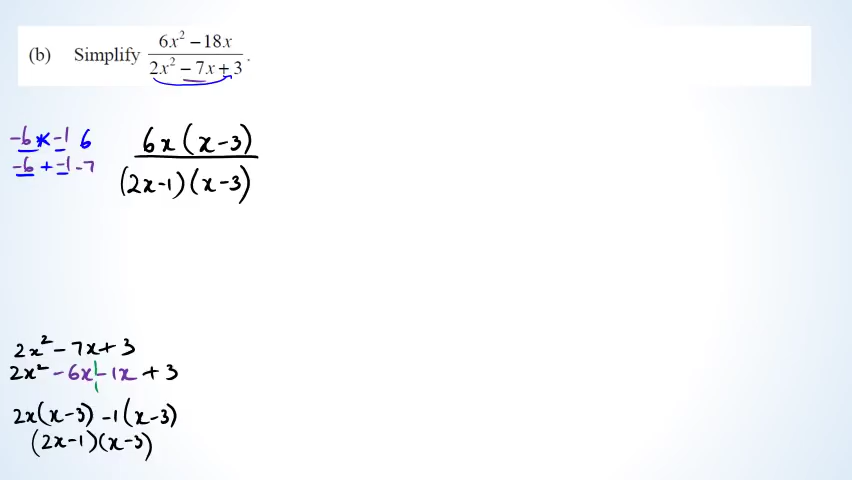 (b) Simplify (6x² − 18x)/(2x² − 7x + 3).
-6 × -1 6
-6 + -1 -7
6x(x-3)
(2x-1)(x-3)
2x² - 7x + 3
2x² - 6x - 1x + 3
2x(x-3) -1(x-3)
(2x-1)(x-3)